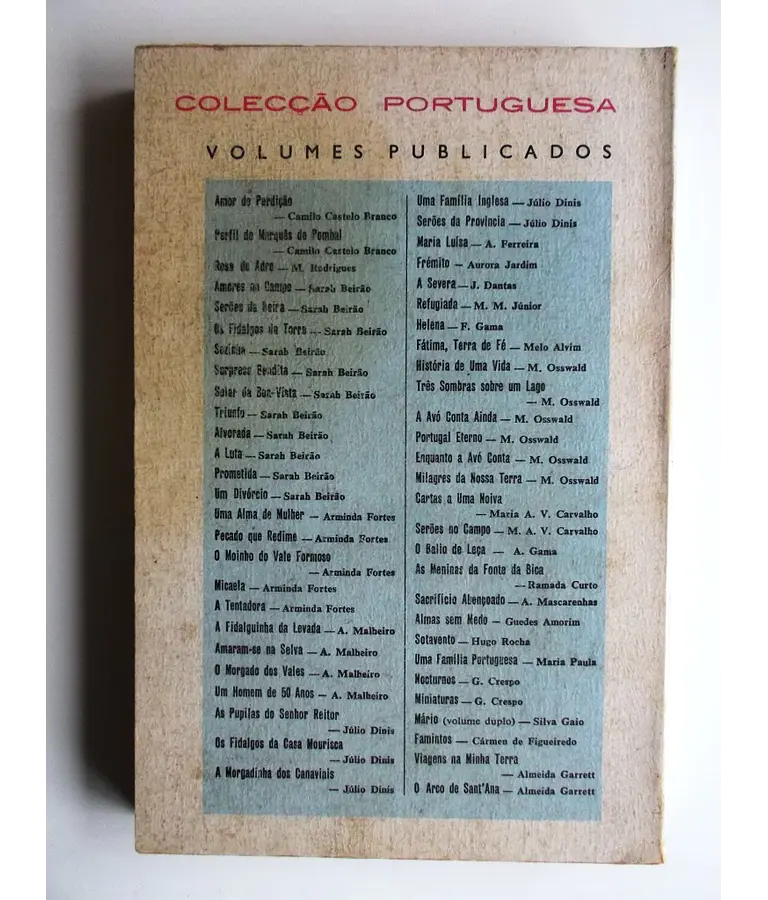 COLECÇÃO PORTUGUESA
VOLUMES PUBLICADOS
Amor de Perdição
— Camilo Castelo Branco
Perfil do Marquês de Pombal
— Camilo Castelo Branco
Rosa do Adro — M. Rodrigues
Amores no Campo — Sarah Beirão
Serões da Beira — Sarah Beirão
Os Fidalgos da Torre — Sarah Beirão
Sozinha — Sarah Beirão
Surpresa Bendita — Sarah Beirão
Solar da Boa-Vista — Sarah Beirão
Triunfo — Sarah Beirão
Alvorada — Sarah Beirão
A Luta — Sarah Beirão
Prometida — Sarah Beirão
Um Divórcio — Sarah Beirão
Uma Alma de Mulher — Arminda Fortes
Pecado que Redime — Arminda Fortes
O Moinho do Vale Formoso
— Arminda Fortes
Micaela — Arminda Fortes
A Tentadora — Arminda Fortes
A Fidalguinha da Levada — A. Malheiro
Amaram-se na Selva — A. Malheiro
O Morgado dos Vales — A. Malheiro
Um Homem de 50 Anos — A. Malheiro
As Pupilas do Senhor Reitor
— Júlio Dinis
Os Fidalgos da Casa Mourisca
— Júlio Dinis
A Morgadinha dos Canaviais
— Júlio Dinis
Uma Família Inglesa — Júlio Dinis
Serões da Província — Júlio Dinis
Maria Luísa — A. Ferreira
Frémito — Aurora Jardim
A Severa — J. Dantas
Refugiada — M. M. Júnior
Helena — F. Gama
Fátima, Terra de Fé — Melo Alvim
História de Uma Vida — M. Osswald
Três Sombras sobre um Lago
— M. Osswald
A Avó Conta Ainda — M. Osswald
Portugal Eterno — M. Osswald
Enquanto a Avó Conta — M. Osswald
Milagres da Nossa Terra — M. Osswald
Cartas a Uma Noiva
— Maria A. V. Carvalho
Serões no Campo — M. A. V. Carvalho
O Balio de Leça — A. Gama
As Meninas da Fonte da Bica
— Ramada Curto
Sacrifício Abençoado — A. Mascarenhas
Almas sem Medo — Guedes Amorim
Sotavento — Hugo Rocha
Uma Família Portuguesa — Maria Paula
Nocturnos — G. Crespo
Miniaturas — G. Crespo
Mário (volume duplo) — Silva Gaio
Famintos — Cármen de Figueiredo
Viagens na Minha Terra
— Almeida Garrett
O Arco de Sant'Ana — Almeida Garrett